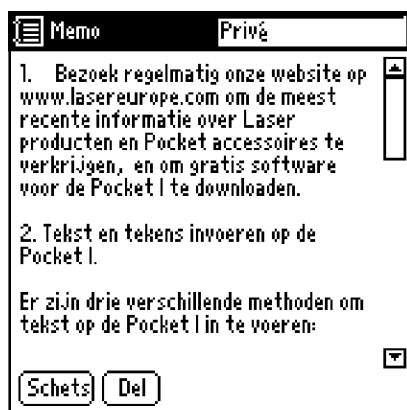 Memo Privé
1. Bezoek regelmatig onze website op
www.lasereurope.com om de meest
recente informatie over Laser
producten en Pocket accessoires te
verkrijgen, en om gratis software
voor de Pocket I te downloaden.
2. Tekst en tekens invoeren op de
Pocket I.
Er zijn drie verschillende methoden om
tekst op de Pocket I in te voeren:
Schets Del